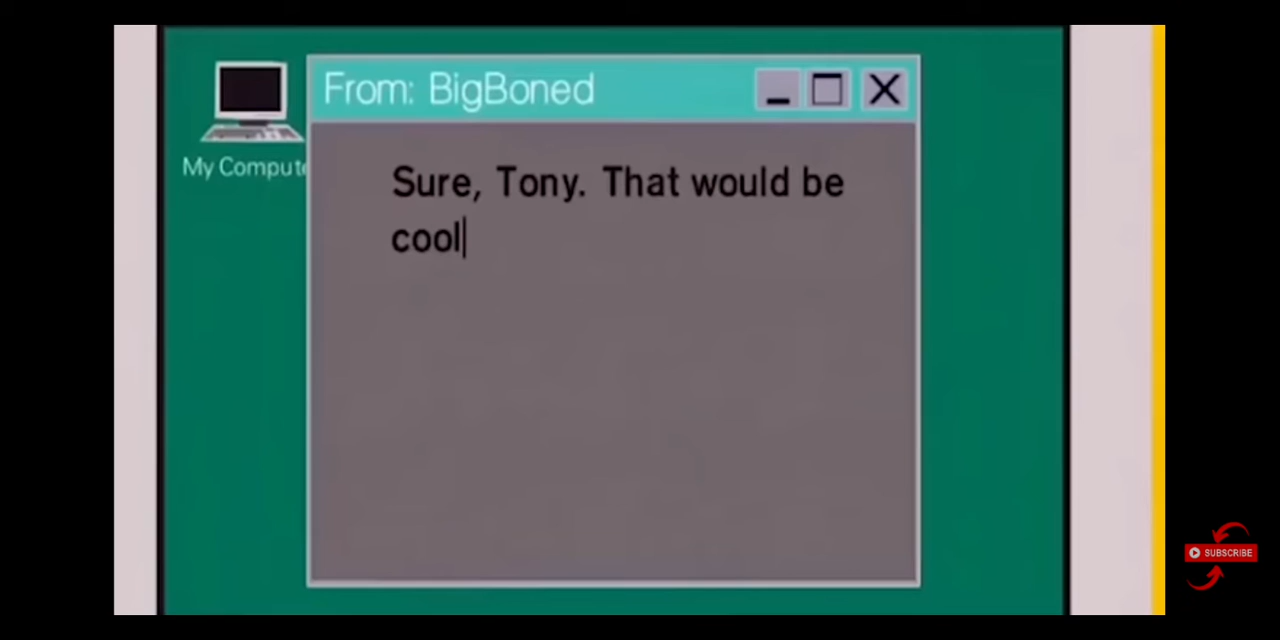 From: BigBoned
My Compute
Sure, Tony. That would be
cool
SUBSCRIBE